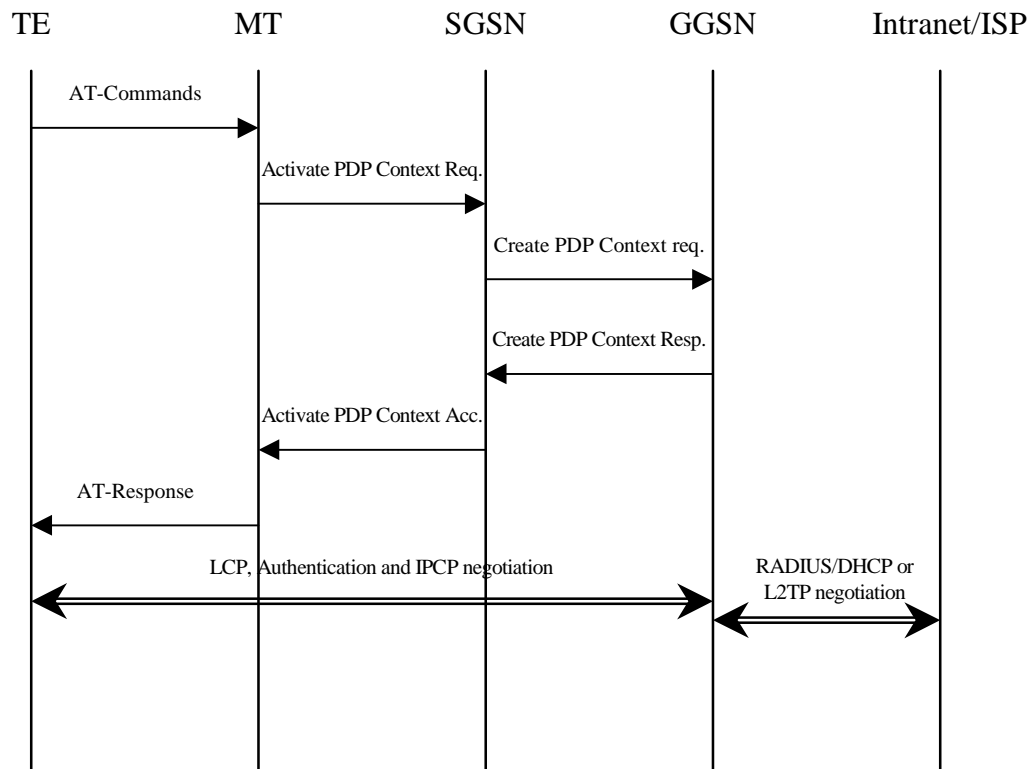 TE MT SGSN GGSN Intranet/ISP
AT-Commands
Activate PDP Context Req.
Create PDP Context req.
Create PDP Context Resp.
Activate PDP Context Acc.
AT-Response
LCP, Authentication and IPCP negotiation
RADIUS/DHCP or
L2TP negotiation